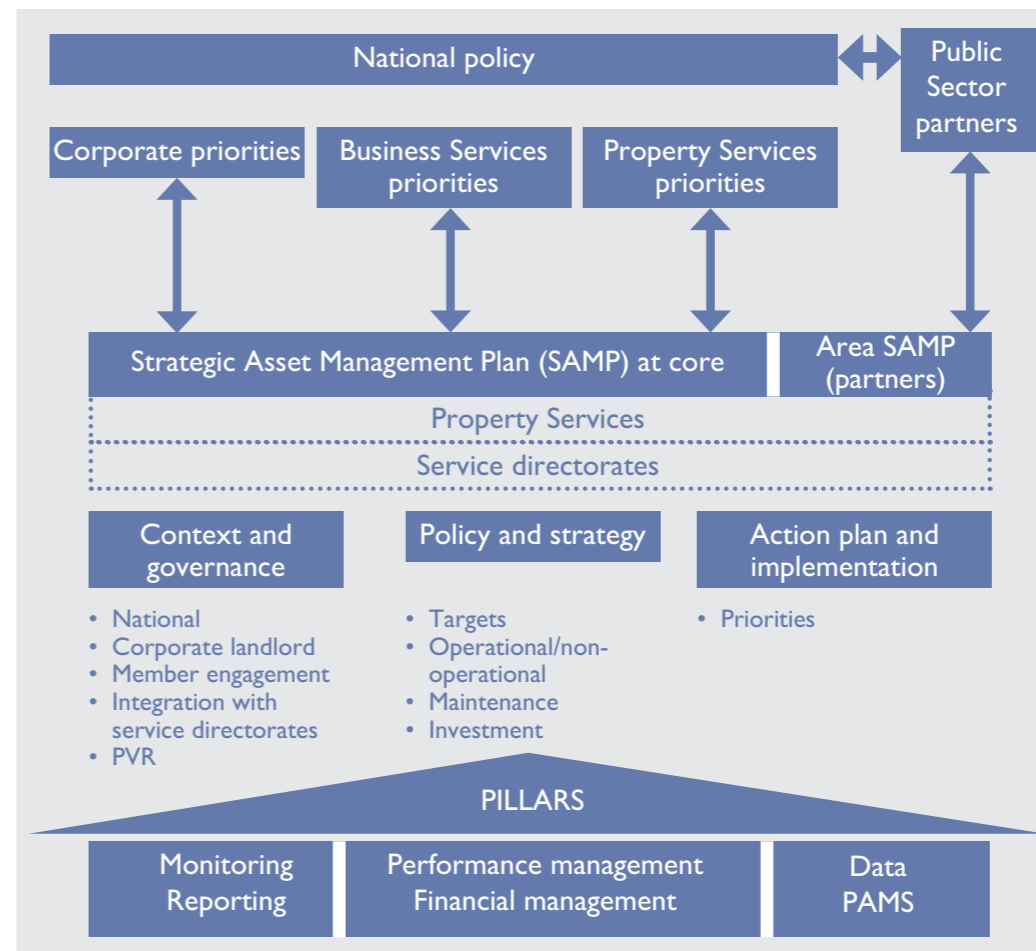 National policy
Public
Sector
partners
Corporate priorities
Business Services
priorities
Property Services
priorities
Strategic Asset Management Plan (SAMP) at core
Area SAMP
(partners)
Property Services
Service directorates
Context and
governance
• National
• Corporate landlord
• Member engagement
• Integration with
service directorates
• PVR
Policy and strategy
• Targets
• Operational/non-
operational
• Maintenance
• Investment
Action plan and
implementation
• Priorities
PILLARS
Monitoring
Reporting
Performance management
Financial management
Data
PAMS